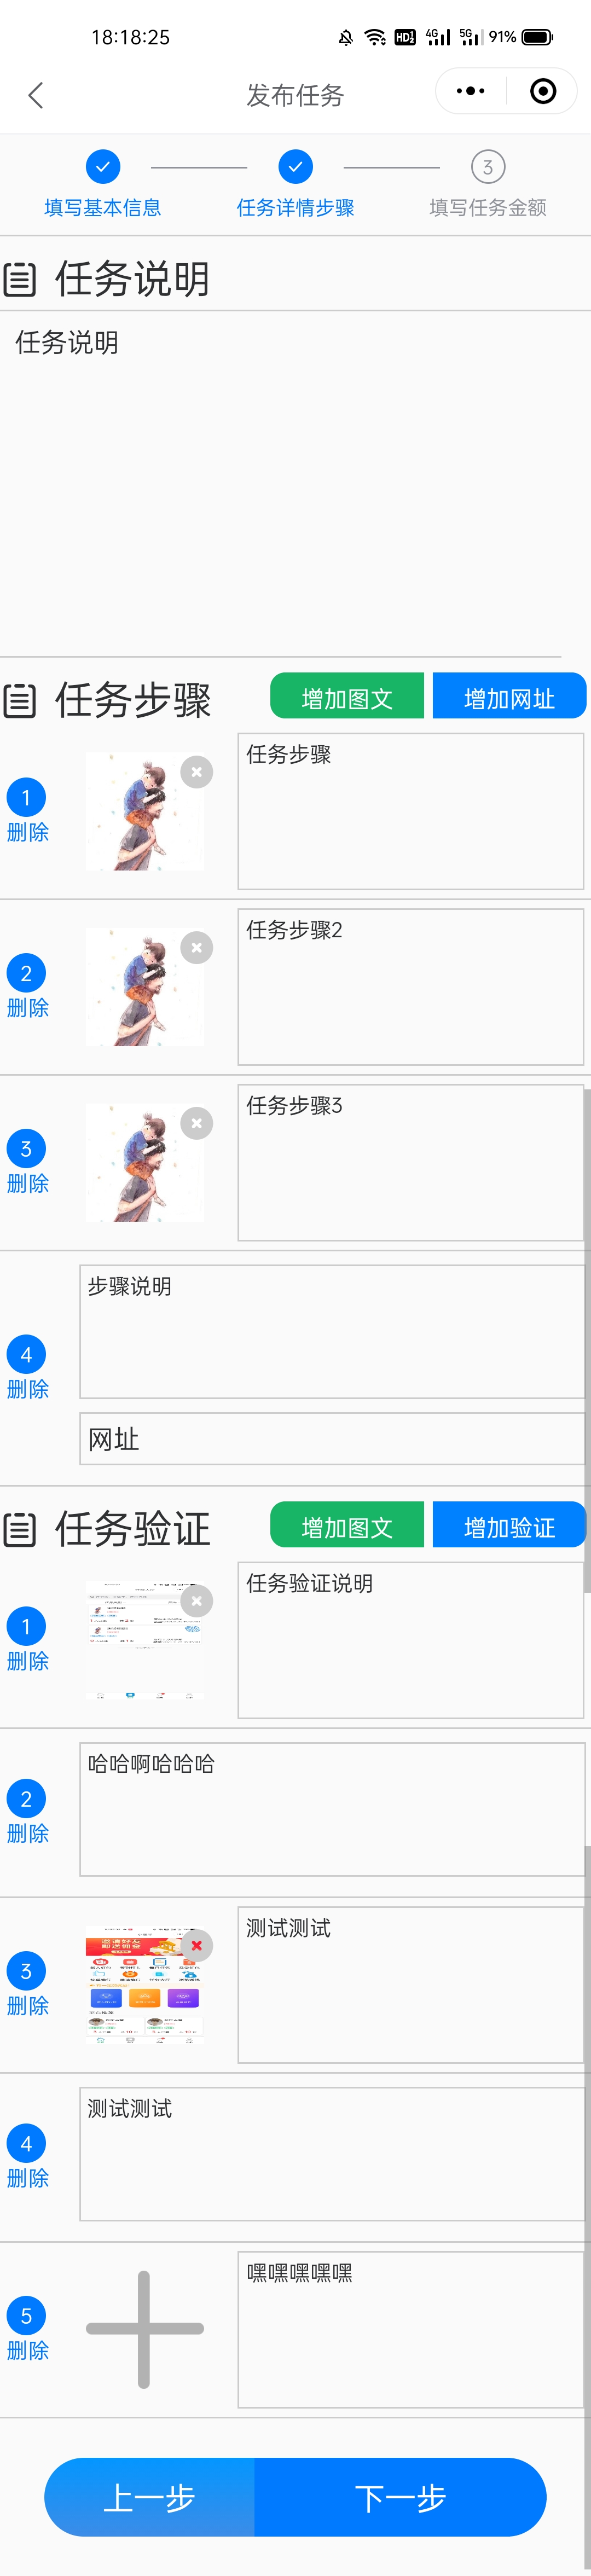 18:18:25
HD2 4G 5G 91%
发布任务
3
填写基本信息 任务详情步骤 填写任务金额
任务说明
任务说明
任务步骤 增加图文 增加网址
任务步骤
1
删除
任务步骤2
2
删除
任务步骤3
3
删除
步骤说明
4
删除
网址
任务验证 增加图文 增加验证
任务验证说明
1
删除
哈哈啊哈哈哈
2
删除
测试测试
邀请好友
3
删除
测试测试
4
删除
嘿嘿嘿嘿嘿
5
删除
上一步 下一步